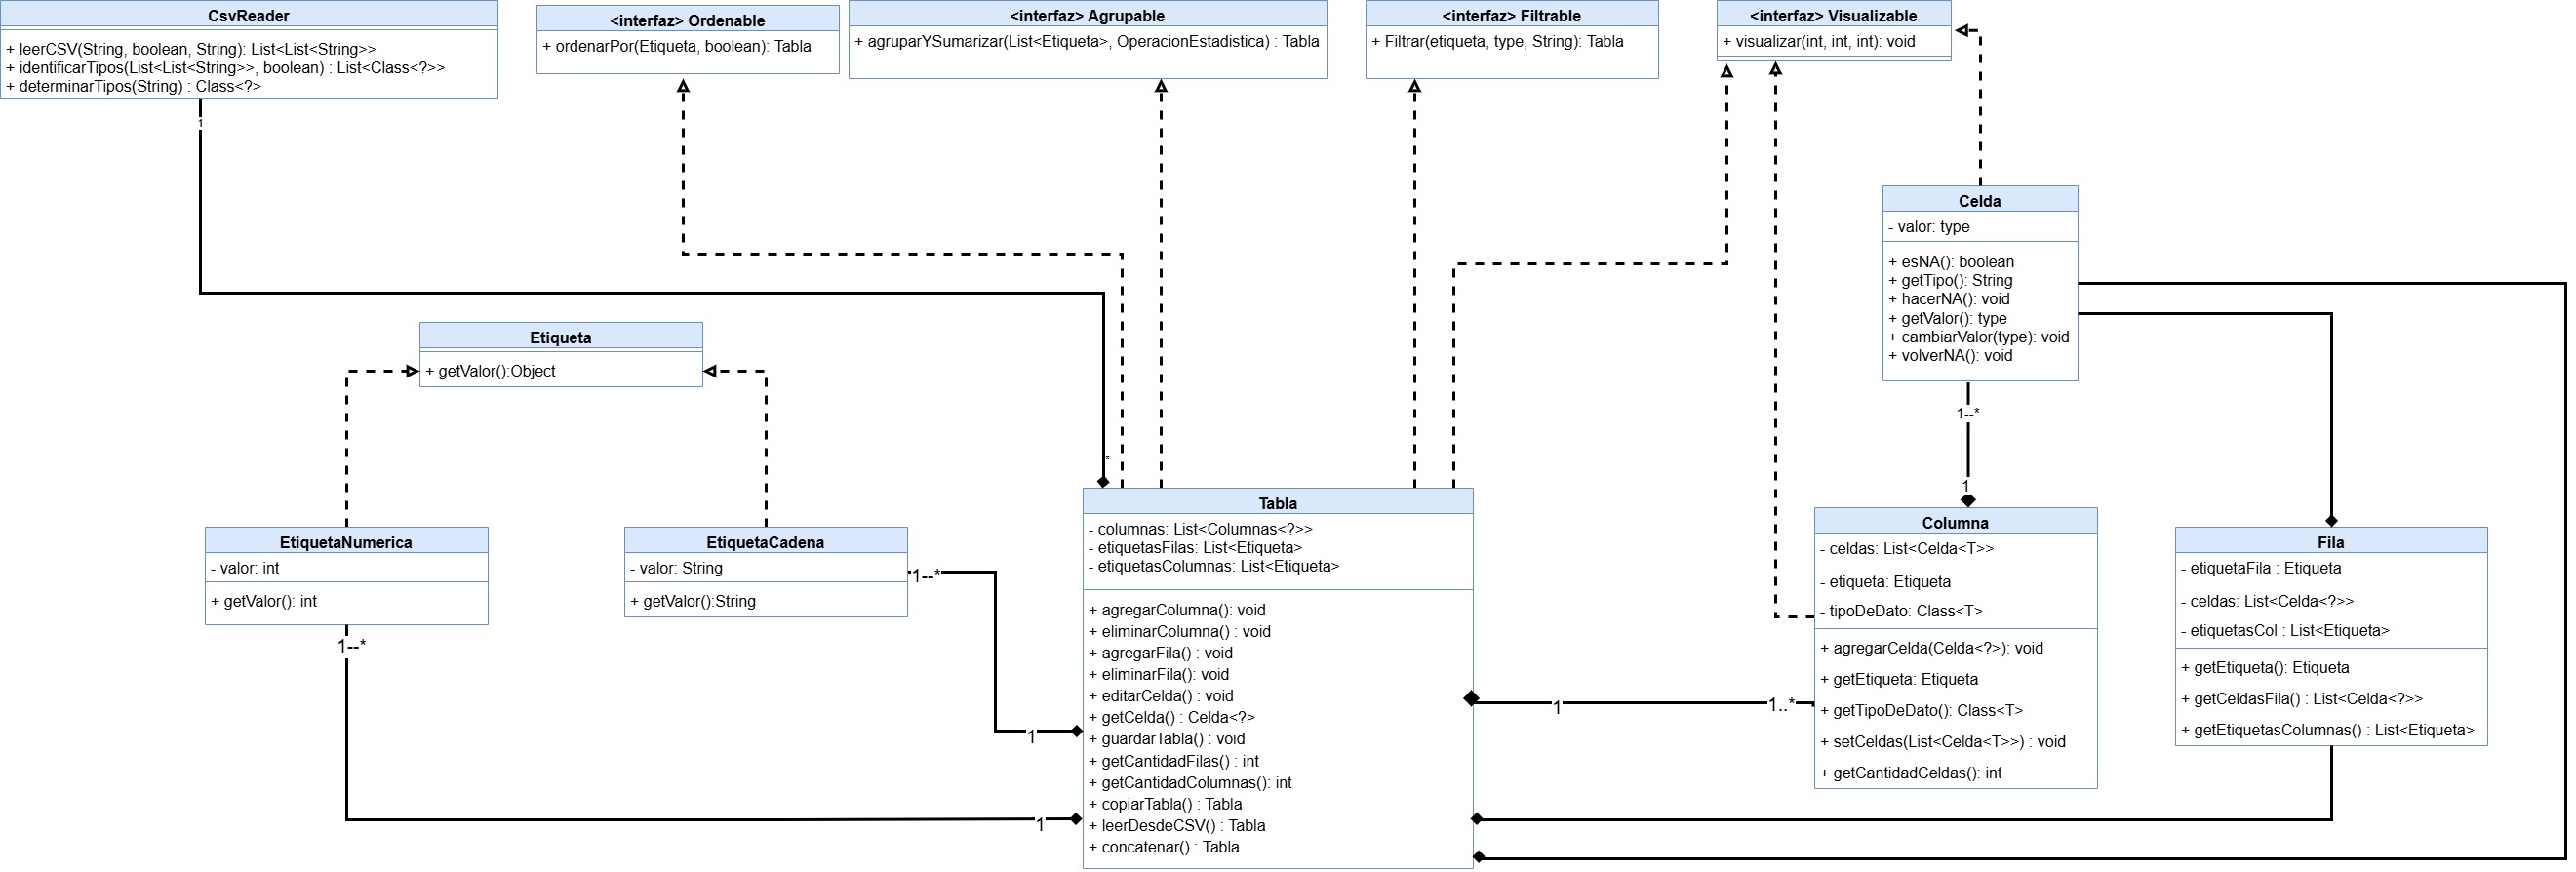 CsvReader
+ leerCSV(String, boolean, String): List<List<String>>
+ identificarTipos(List<List<String>>, boolean) : List<Class<?>>
+ determinarTipos(String) : Class<?>
<interfaz> Ordenable
+ ordenarPor(Etiqueta, boolean): Tabla
<interfaz> Agrupable
+ agruparYSumarizar(List<Etiqueta>, OperacionEstadistica) : Tabla
<interfaz> Filtrable
+ Filtrar(etiqueta, type, String): Tabla
<interfaz> Visualizable
+ visualizar(int, int, int): void
1
*
Celda
- valor: type
+ esNA(): boolean
+ getTipo(): String
+ hacerNA(): void
+ getValor(): type
+ cambiarValor(type): void
+ volverNA(): void
1--*
1
Etiqueta
+ getValor():Object
EtiquetaNumerica
- valor: int
+ getValor(): int
1--*
1
EtiquetaCadena
- valor: String
+ getValor():String
1--*
1
Tabla
- columnas: List<Columnas<?>>
- etiquetasFilas: List<Etiqueta>
- etiquetasColumnas: List<Etiqueta>
+ agregarColumna(): void
+ eliminarColumna() : void
+ agregarFila() : void
+ eliminarFila(): void
+ editarCelda() : void
+ getCelda() : Celda<?>
+ guardarTabla() : void
+ getCantidadFilas() : int
+ getCantidadColumnas(): int
+ copiarTabla() : Tabla
+ leerDesdeCSV() : Tabla
+ concatenar() : Tabla
1
1..*
Columna
- celdas: List<Celda<T>>
- etiqueta: Etiqueta
- tipoDeDato: Class<T>
+ agregarCelda(Celda<?>): void
+ getEtiqueta: Etiqueta
+ getTipoDeDato(): Class<T>
+ setCeldas(List<Celda<T>>) : void
+ getCantidadCeldas(): int
Fila
- etiquetaFila : Etiqueta
- celdas: List<Celda<?>>
- etiquetasCol : List<Etiqueta>
+ getEtiqueta(): Etiqueta
+ getCeldasFila() : List<Celda<?>>
+ getEtiquetasColumnas() : List<Etiqueta>